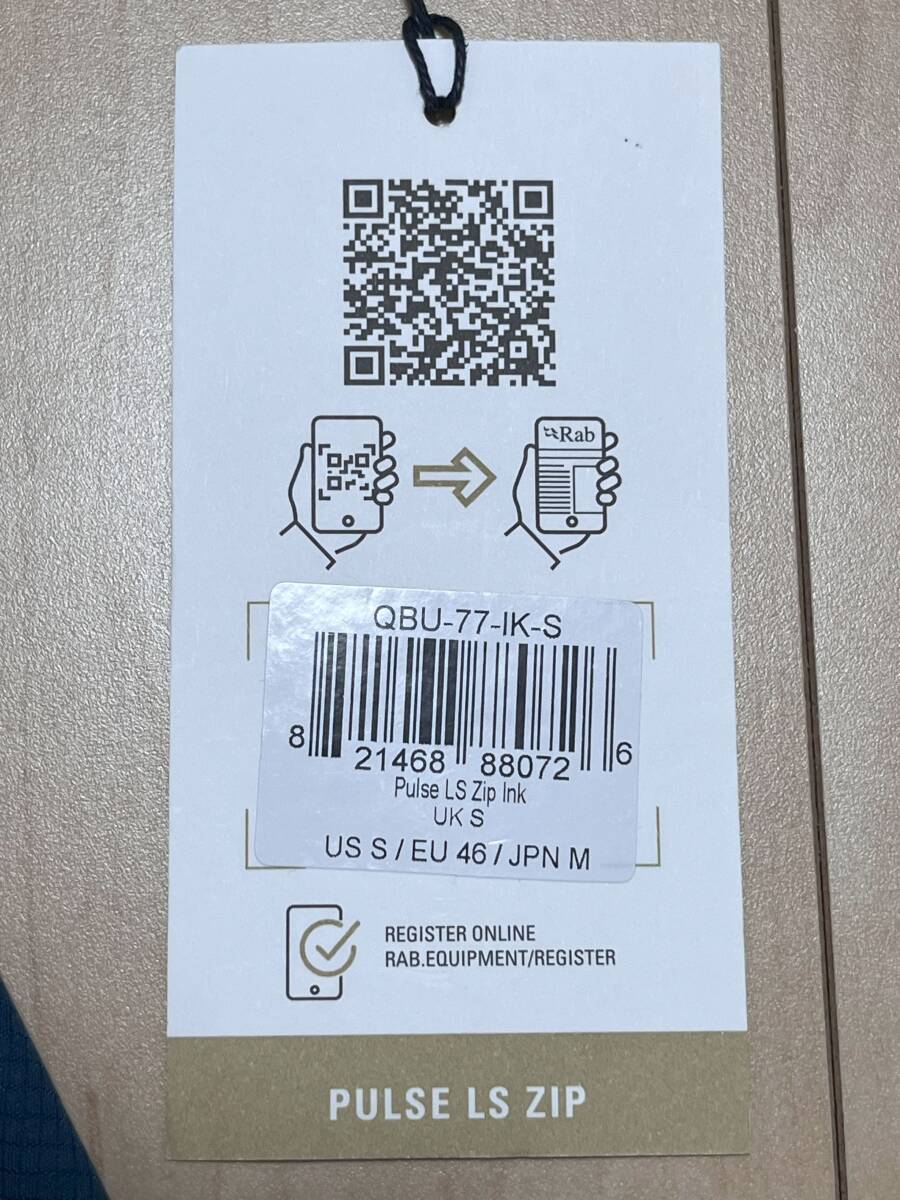 Rab
QBU-77-IK-S
8 21468 88072 6
Pulse LS Zip Ink
UK S
US S / EU 46 / JPN M
REGISTER ONLINE
RAB.EQUIPMENT/REGISTER
PULSE LS ZIP